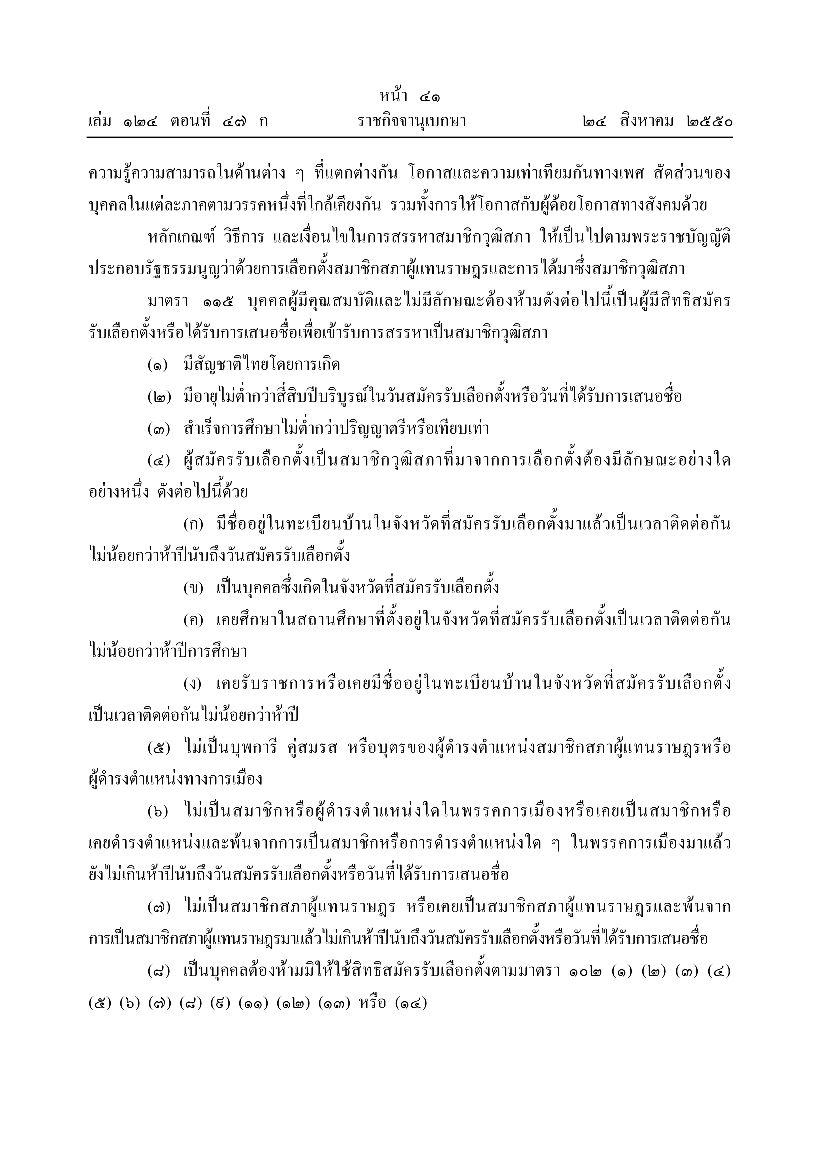 หน้า ๔๑
เล่ม ๑๒๔ ตอนที่ ๔๗ ก ราชกิจจานุเบกษา ๒๔ สิงหาคม ๒๕๕๐
ความรู้ความสามารถในด้านต่าง ๆ ที่แตกต่างกัน โอกาสและความเท่าเทียมกันทางเพศ สัดส่วนของ
บุคคลในแต่ละภาคตามวรรคหนึ่งที่ใกล้เคียงกัน รวมทั้งการให้โอกาสกับผู้ด้อยโอกาสทางสังคมด้วย
หลักเกณฑ์ วิธีการ และเงื่อนไขในการสรรหาสมาชิกวุฒิสภา ให้เป็นไปตามพระราชบัญญัติ
ประกอบรัฐธรรมนูญว่าด้วยการเลือกตั้งสมาชิกสภาผู้แทนราษฎรและการได้มาซึ่งสมาชิกวุฒิสภา
มาตรา ๑๑๕ บุคคลผู้มีคุณสมบัติและไม่มีลักษณะต้องห้ามดังต่อไปนี้เป็นผู้มีสิทธิสมัคร
รับเลือกตั้งหรือได้รับการเสนอชื่อเพื่อเข้ารับการสรรหาเป็นสมาชิกวุฒิสภา
(๑) มีสัญชาติไทยโดยการเกิด
(๒) มีอายุไม่ต่ำกว่าสี่สิบปีบริบูรณ์ในวันสมัครรับเลือกตั้งหรือวันที่ได้รับการเสนอชื่อ
(๓) สำเร็จการศึกษาไม่ต่ำกว่าปริญญาตรีหรือเทียบเท่า
(๔) ผู้สมัครรับเลือกตั้งเป็นสมาชิกวุฒิสภาที่มาจากการเลือกตั้งต้องมีลักษณะอย่างใด
อย่างหนึ่ง ดังต่อไปนี้ด้วย
(ก) มีชื่ออยู่ในทะเบียนบ้านในจังหวัดที่สมัครรับเลือกตั้งมาแล้วเป็นเวลาติดต่อกัน
ไม่น้อยกว่าห้าปีนับถึงวันสมัครรับเลือกตั้ง
(ข) เป็นบุคคลซึ่งเกิดในจังหวัดที่สมัครรับเลือกตั้ง
(ค) เคยศึกษาในสถานศึกษาที่ตั้งอยู่ในจังหวัดที่สมัครรับเลือกตั้งเป็นเวลาติดต่อกัน
ไม่น้อยกว่าห้าปีการศึกษา
(ง) เคยรับราชการหรือเคยมีชื่ออยู่ในทะเบียนบ้านในจังหวัดที่สมัครรับเลือกตั้ง
เป็นเวลาติดต่อกันไม่น้อยกว่าห้าปี
(๕) ไม่เป็นบุพการี คู่สมรส หรือบุตรของผู้ดำรงตำแหน่งสมาชิกสภาผู้แทนราษฎรหรือ
ผู้ดำรงตำแหน่งทางการเมือง
(๖) ไม่เป็นสมาชิกหรือผู้ดำรงตำแหน่งใดในพรรคการเมืองหรือเคยเป็นสมาชิกหรือ
เคยดำรงตำแหน่งและพ้นจากการเป็นสมาชิกหรือการดำรงตำแหน่งใด ๆ ในพรรคการเมืองมาแล้ว
ยังไม่เกินห้าปีนับถึงวันสมัครรับเลือกตั้งหรือวันที่ได้รับการเสนอชื่อ
(๗) ไม่เป็นสมาชิกสภาผู้แทนราษฎร หรือเคยเป็นสมาชิกสภาผู้แทนราษฎรและพ้นจาก
การเป็นสมาชิกสภาผู้แทนราษฎรมาแล้วไม่เกินห้าปีนับถึงวันสมัครรับเลือกตั้งหรือวันที่ได้รับการเสนอชื่อ
(๘) เป็นบุคคลต้องห้ามมิให้ใช้สิทธิสมัครรับเลือกตั้งตามมาตรา ๑๐๒ (๑) (๒) (๓) (๔)
(๕) (๖) (๗) (๘) (๙) (๑๑) (๑๒) (๑๓) หรือ (๑๔)